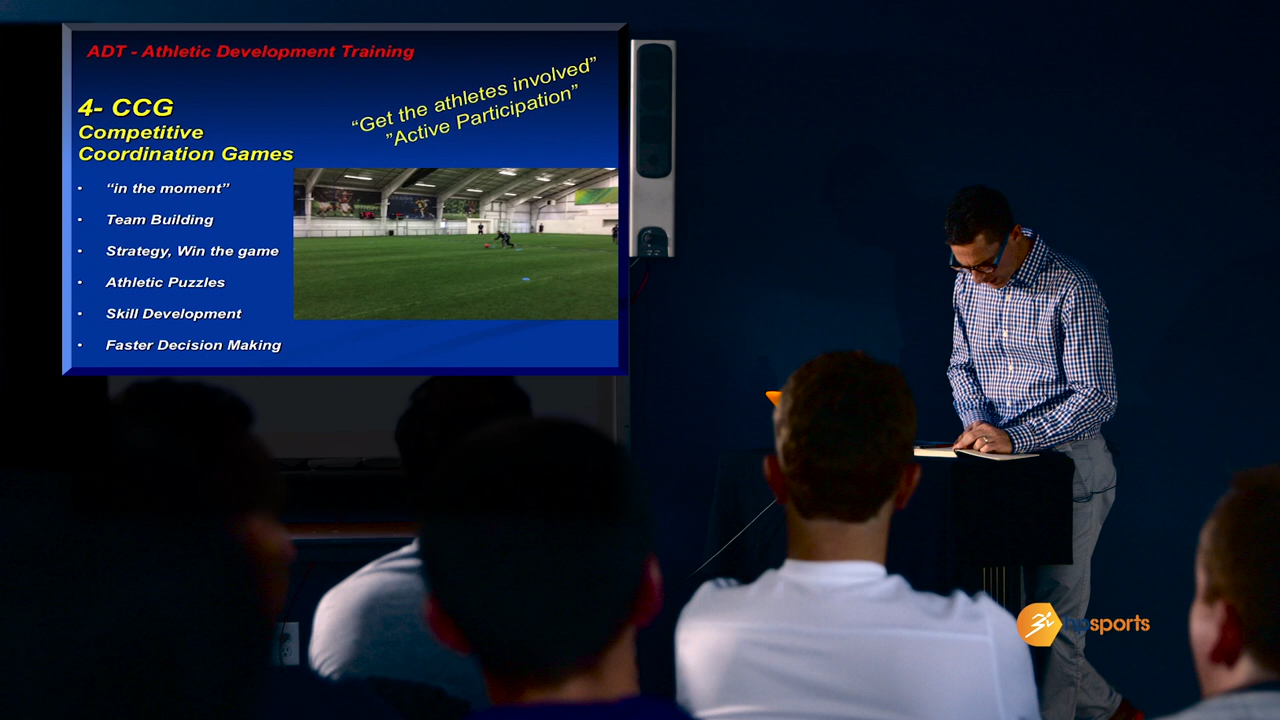 ADT - Athletic Development Training
“Get the athletes involved”
”Active Participation”
4- CCG
Competitive
Coordination Games
• “in the moment”
• Team Building
• Strategy, Win the game
• Athletic Puzzles
• Skill Development
• Faster Decision Making
sports